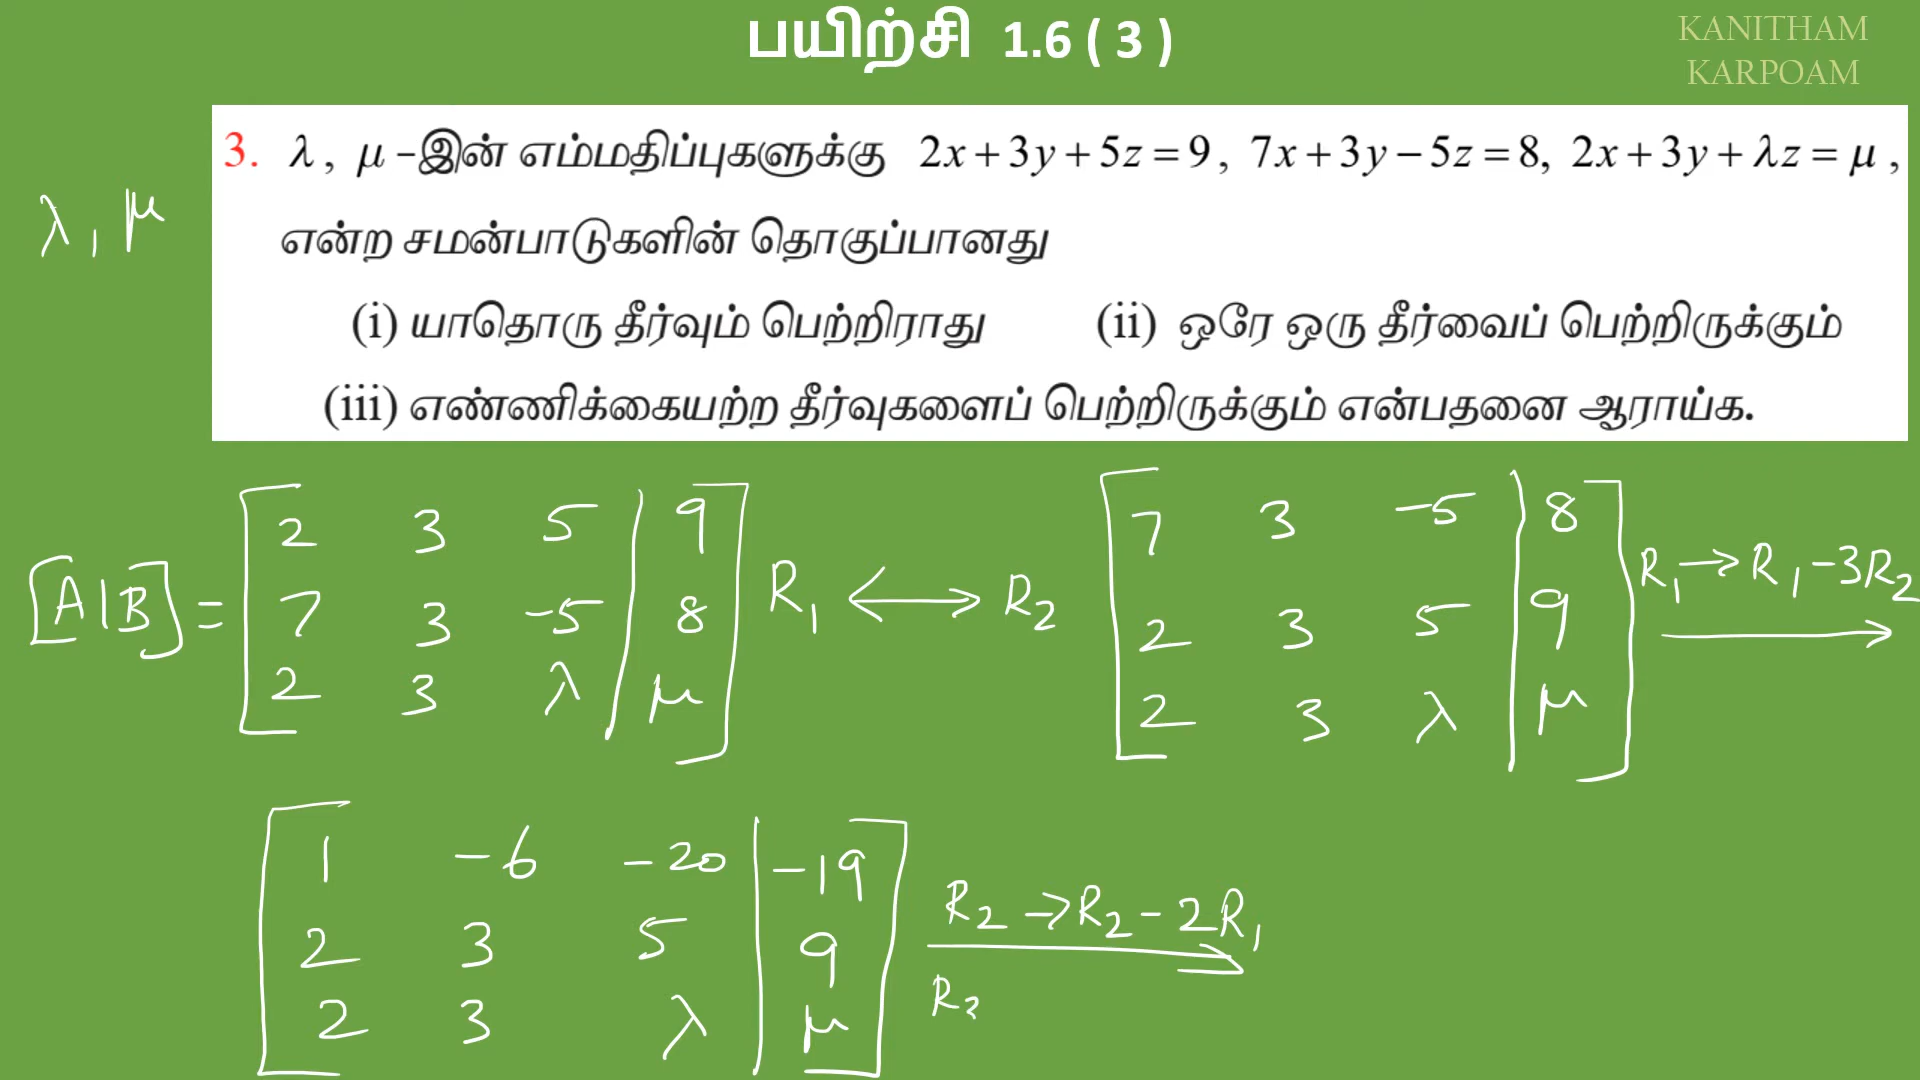 பயிற்சி 1.6 ( 3 )
KANITHAM
KARPOAM
3. λ , μ –இன் எம்மதிப்புகளுக்கு 2x + 3y + 5z = 9 , 7x + 3y − 5z = 8, 2x + 3y + λz = μ ,
என்ற சமன்பாடுகளின் தொகுப்பானது
(i) யாதொரு தீர்வும் பெற்றிராது (ii) ஒரே ஒரு தீர்வைப் பெற்றிருக்கும்
(iii) எண்ணிக்கையற்ற தீர்வுகளைப் பெற்றிருக்கும் என்பதனை ஆராய்க.
λ, μ
[A|B] =
2 3 5 | 9
7 3 -5 | 8
2 3 λ | μ
R₁ ⟷ R₂
7 3 -5 | 8
2 3 5 | 9
2 3 λ | μ
R₁ → R₁ - 3R₂
1 -6 -20 | -19
2 3 5 | 9
2 3 λ | μ
R₂ → R₂ - 2R₁
R₃